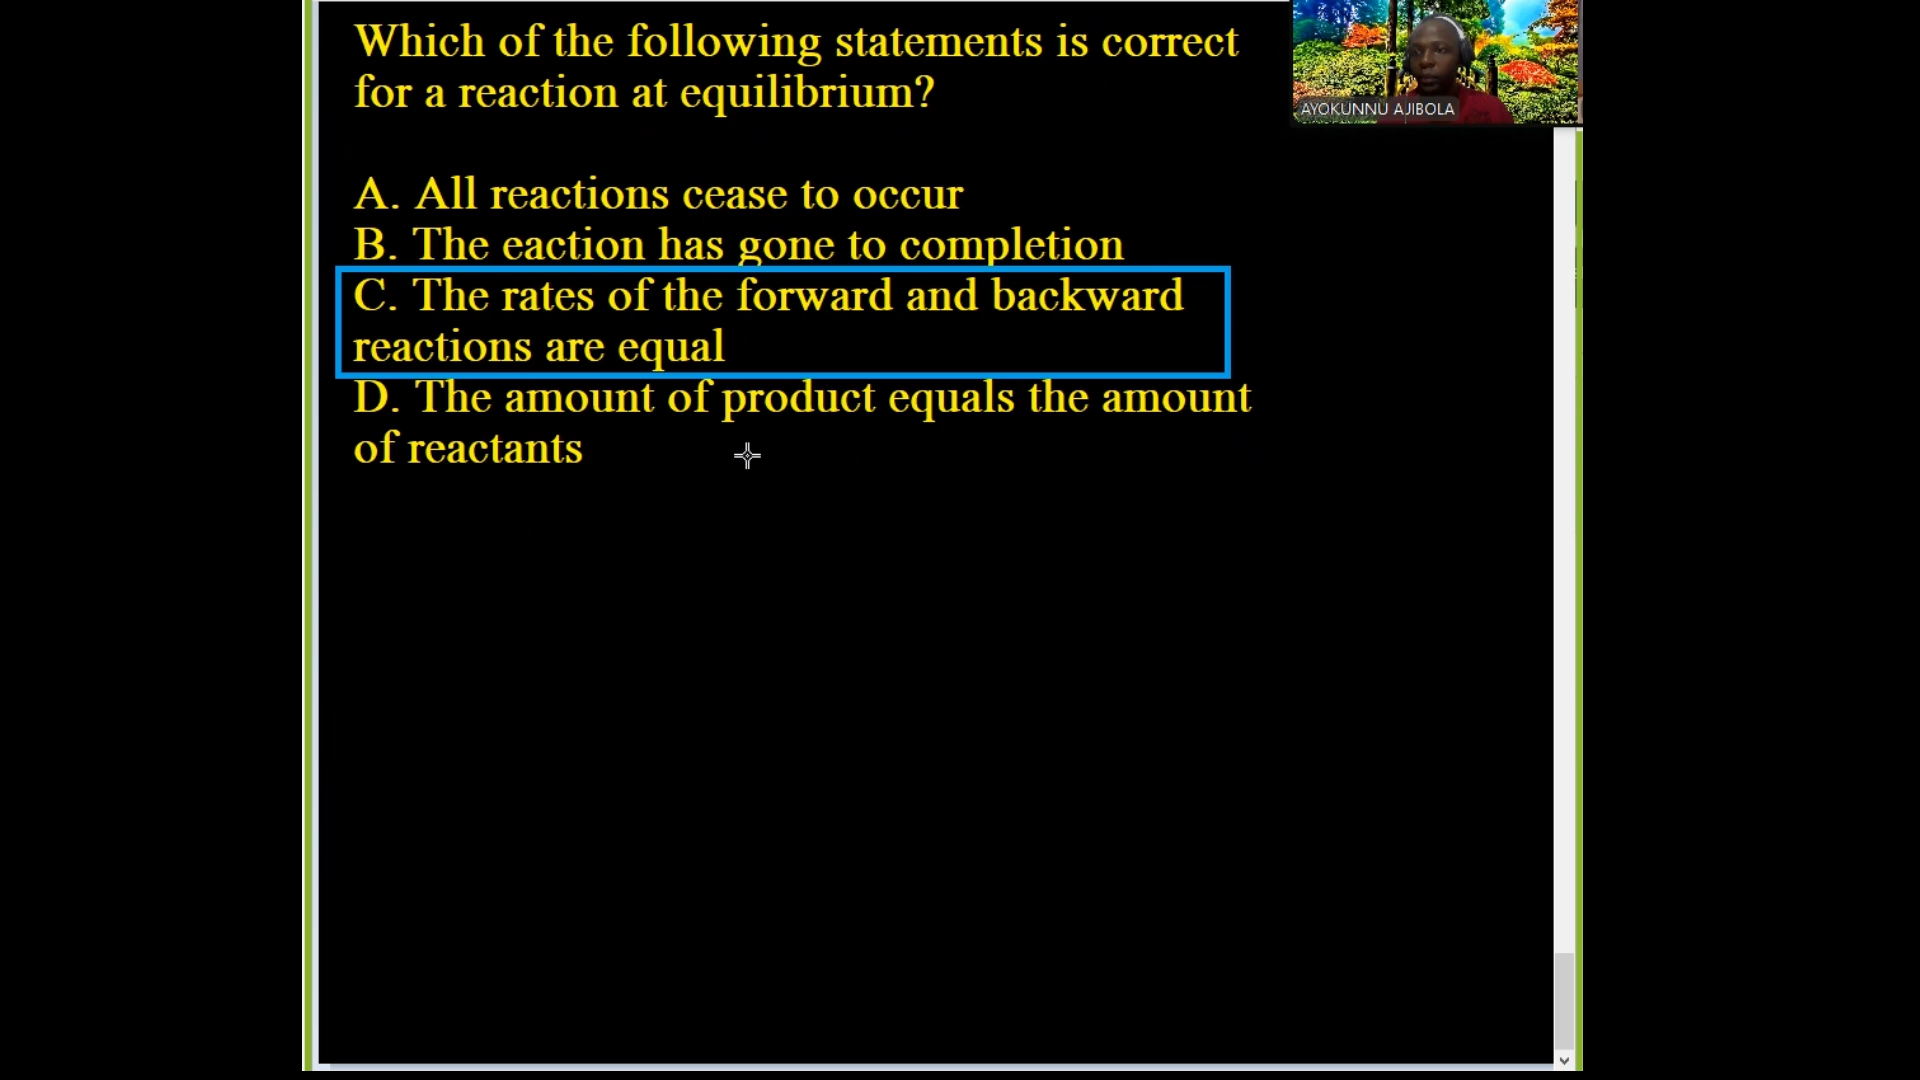 Which of the following statements is correct
for a reaction at equilibrium?
AYOKUNNU AJIBOLA
A. All reactions cease to occur
B. The eaction has gone to completion
C. The rates of the forward and backward
reactions are equal
D. The amount of product equals the amount
of reactants